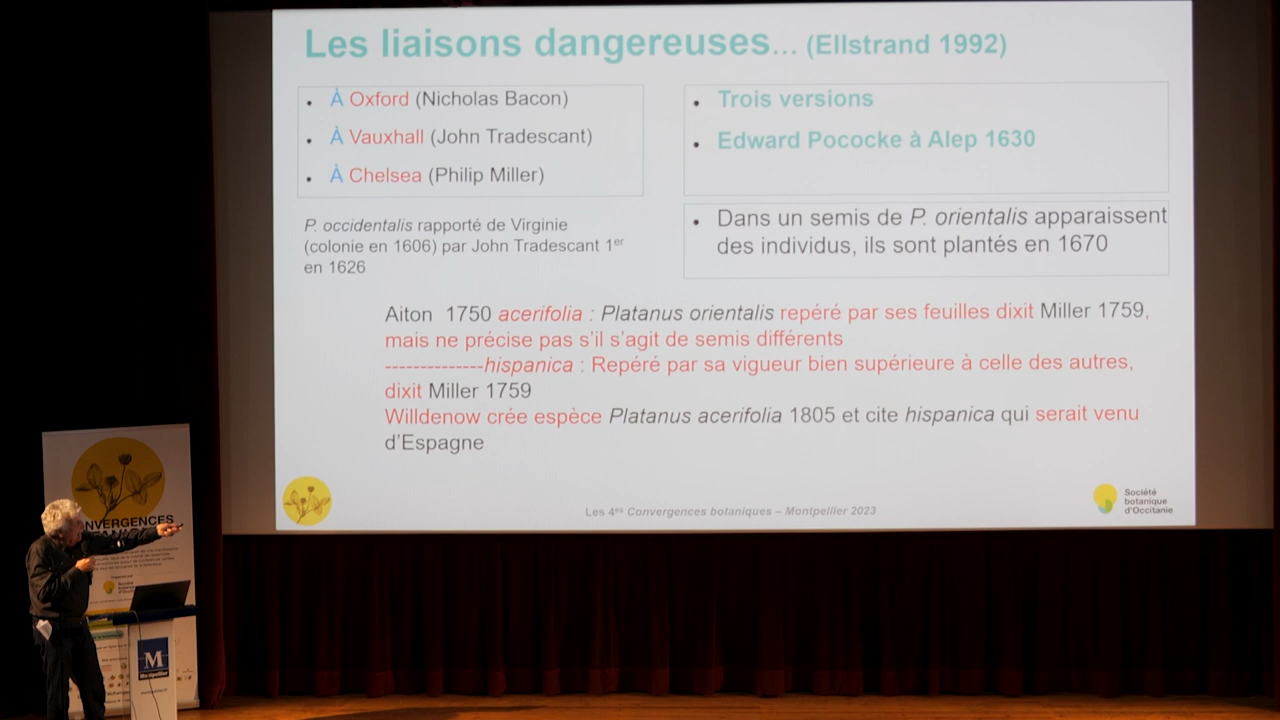 Les liaisons dangereuses... (Ellstrand 1992)
• À Oxford (Nicholas Bacon)
• À Vauxhall (John Tradescant)
• À Chelsea (Philip Miller)
• Trois versions
• Edward Pococke à Alep 1630
P. occidentalis rapporté de Virginie
(colonie en 1606) par John Tradescant 1er
en 1626
• Dans un semis de P. orientalis apparaissent
des individus, ils sont plantés en 1670
Aiton 1750 acerifolia : Platanus orientalis repéré par ses feuilles dixit Miller 1759,
mais ne précise pas s'il s'agit de semis différents
--------------hispanica : Repéré par sa vigueur bien supérieure à celle des autres,
dixit Miller 1759
Willdenow crée espèce Platanus acerifolia 1805 et cite hispanica qui serait venu
d'Espagne
Les 4es Convergences botaniques – Montpellier 2023
Société
botanique
d'Occitanie
NVERGENCES
M
Montpellier